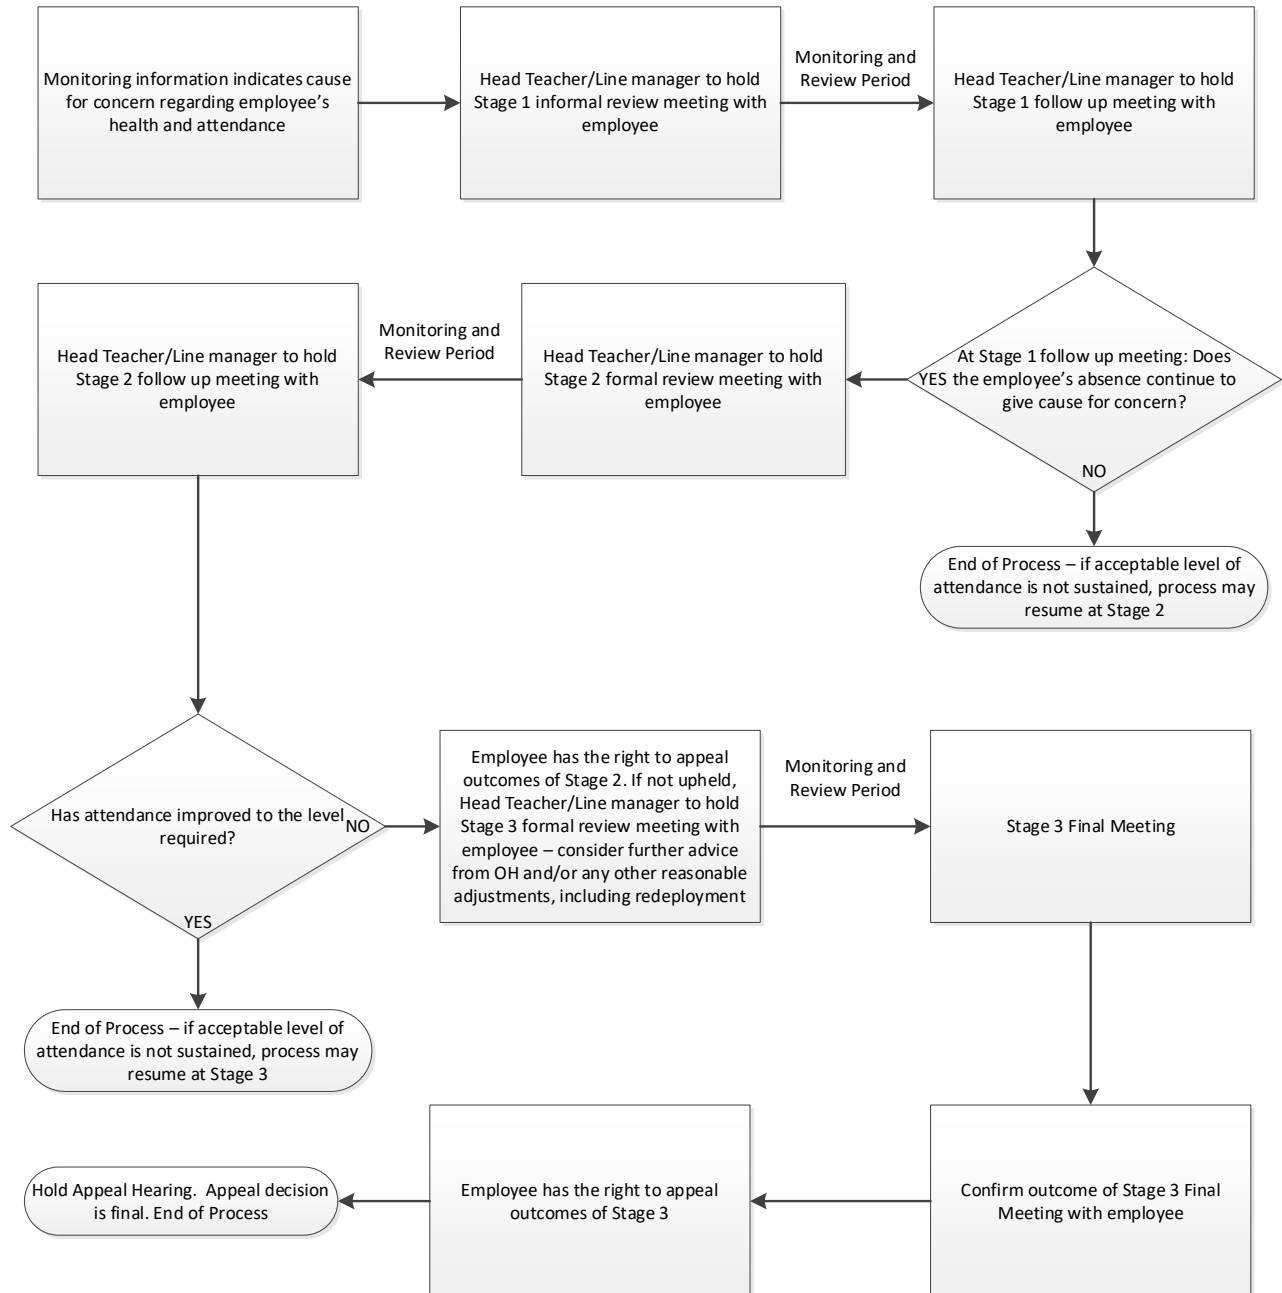 Monitoring information indicates cause
for concern regarding employee’s
health and attendance
Head Teacher/Line manager to hold
Stage 1 informal review meeting with
employee
Monitoring and
Review Period
Head Teacher/Line manager to hold
Stage 1 follow up meeting with
employee
At Stage 1 follow up meeting: Does
the employee’s absence continue to
give cause for concern?
YES
NO
End of Process – if acceptable level of
attendance is not sustained, process may
resume at Stage 2
Head Teacher/Line manager to hold
Stage 2 formal review meeting with
employee
Monitoring and
Review Period
Head Teacher/Line manager to hold
Stage 2 follow up meeting with
employee
Has attendance improved to the level
required?
NO
YES
End of Process – if acceptable level of
attendance is not sustained, process may
resume at Stage 3
Employee has the right to appeal
outcomes of Stage 2. If not upheld,
Head Teacher/Line manager to hold
Stage 3 formal review meeting with
employee – consider further advice
from OH and/or any other reasonable
adjustments, including redeployment
Monitoring and
Review Period
Stage 3 Final Meeting
Confirm outcome of Stage 3 Final
Meeting with employee
Employee has the right to appeal
outcomes of Stage 3
Hold Appeal Hearing.  Appeal decision
is final. End of Process